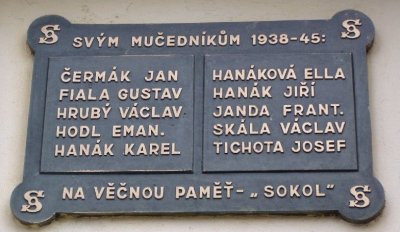 SVÝM MUČEDNÍKŮM 1938-45:
ČERMÁK JAN
FIALA GUSTAV
HRUBÝ VÁCLAV
HODL EMAN.
HANÁK KAREL
HANÁKOVÁ ELLA
HANÁK JIŘÍ
JANDA FRANT.
SKÁLA VÁCLAV
TICHOTA JOSEF
NA VĚČNOU PAMĚŤ- „SOKOL"